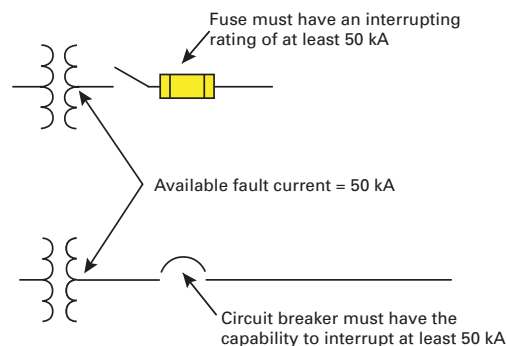 Fuse must have an interrupting
rating of at least 50 kA
Available fault current = 50 kA
Circuit breaker must have the
capability to interrupt at least 50 kA